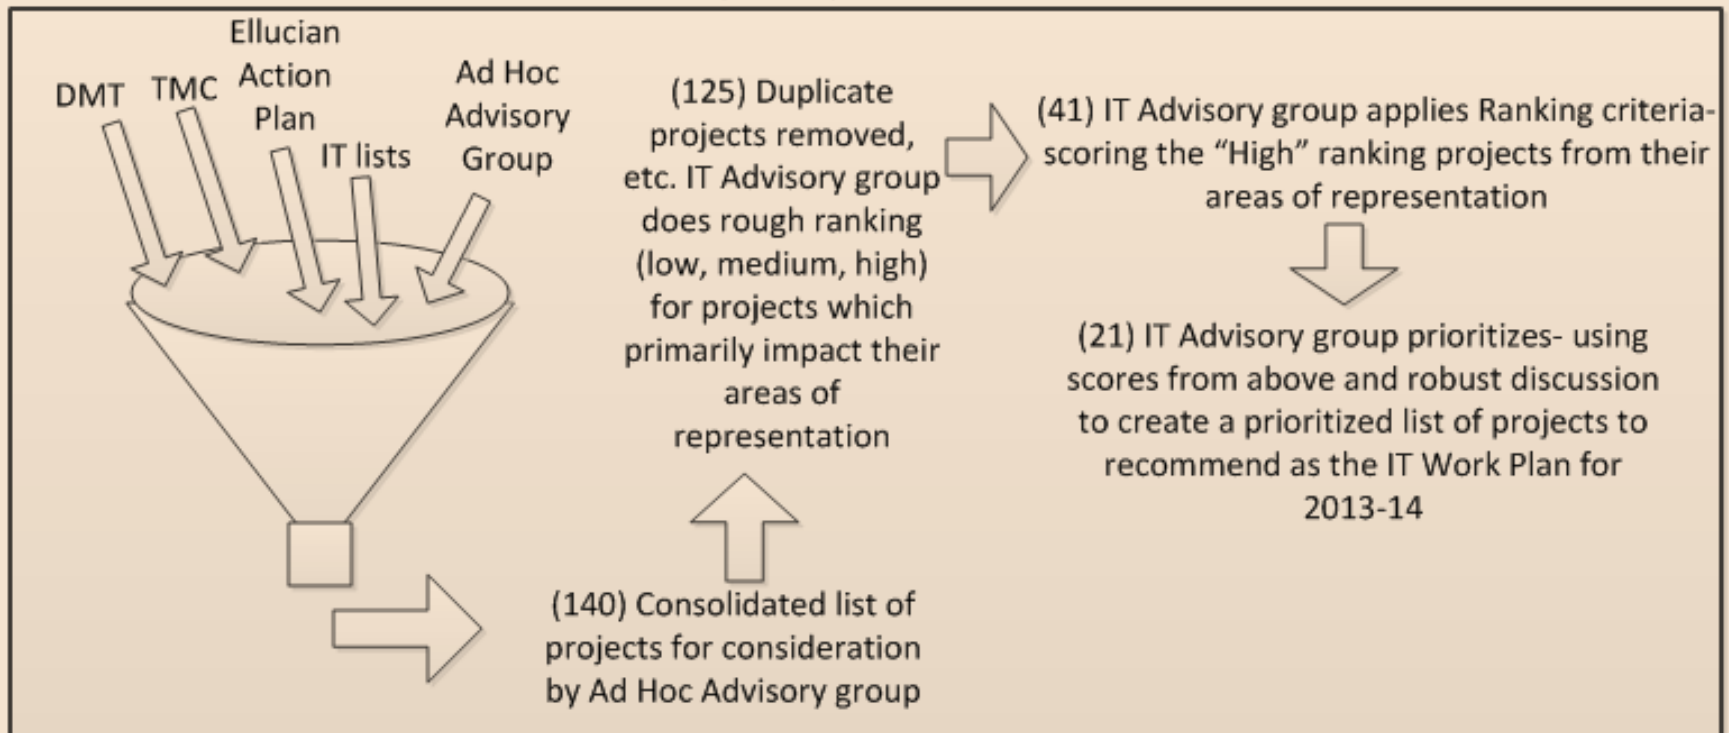 DMT
TMC
Ellucian
Action
Plan
IT lists
Ad Hoc
Advisory
Group
(140) Consolidated list of
projects for consideration
by Ad Hoc Advisory group
(125) Duplicate
projects removed,
etc. IT Advisory group
does rough ranking
(low, medium, high)
for projects which
primarily impact their
areas of
representation
(41) IT Advisory group applies Ranking criteria-
scoring the “High” ranking projects from their
areas of representation
(21) IT Advisory group prioritizes- using
scores from above and robust discussion
to create a prioritized list of projects to
recommend as the IT Work Plan for
2013-14